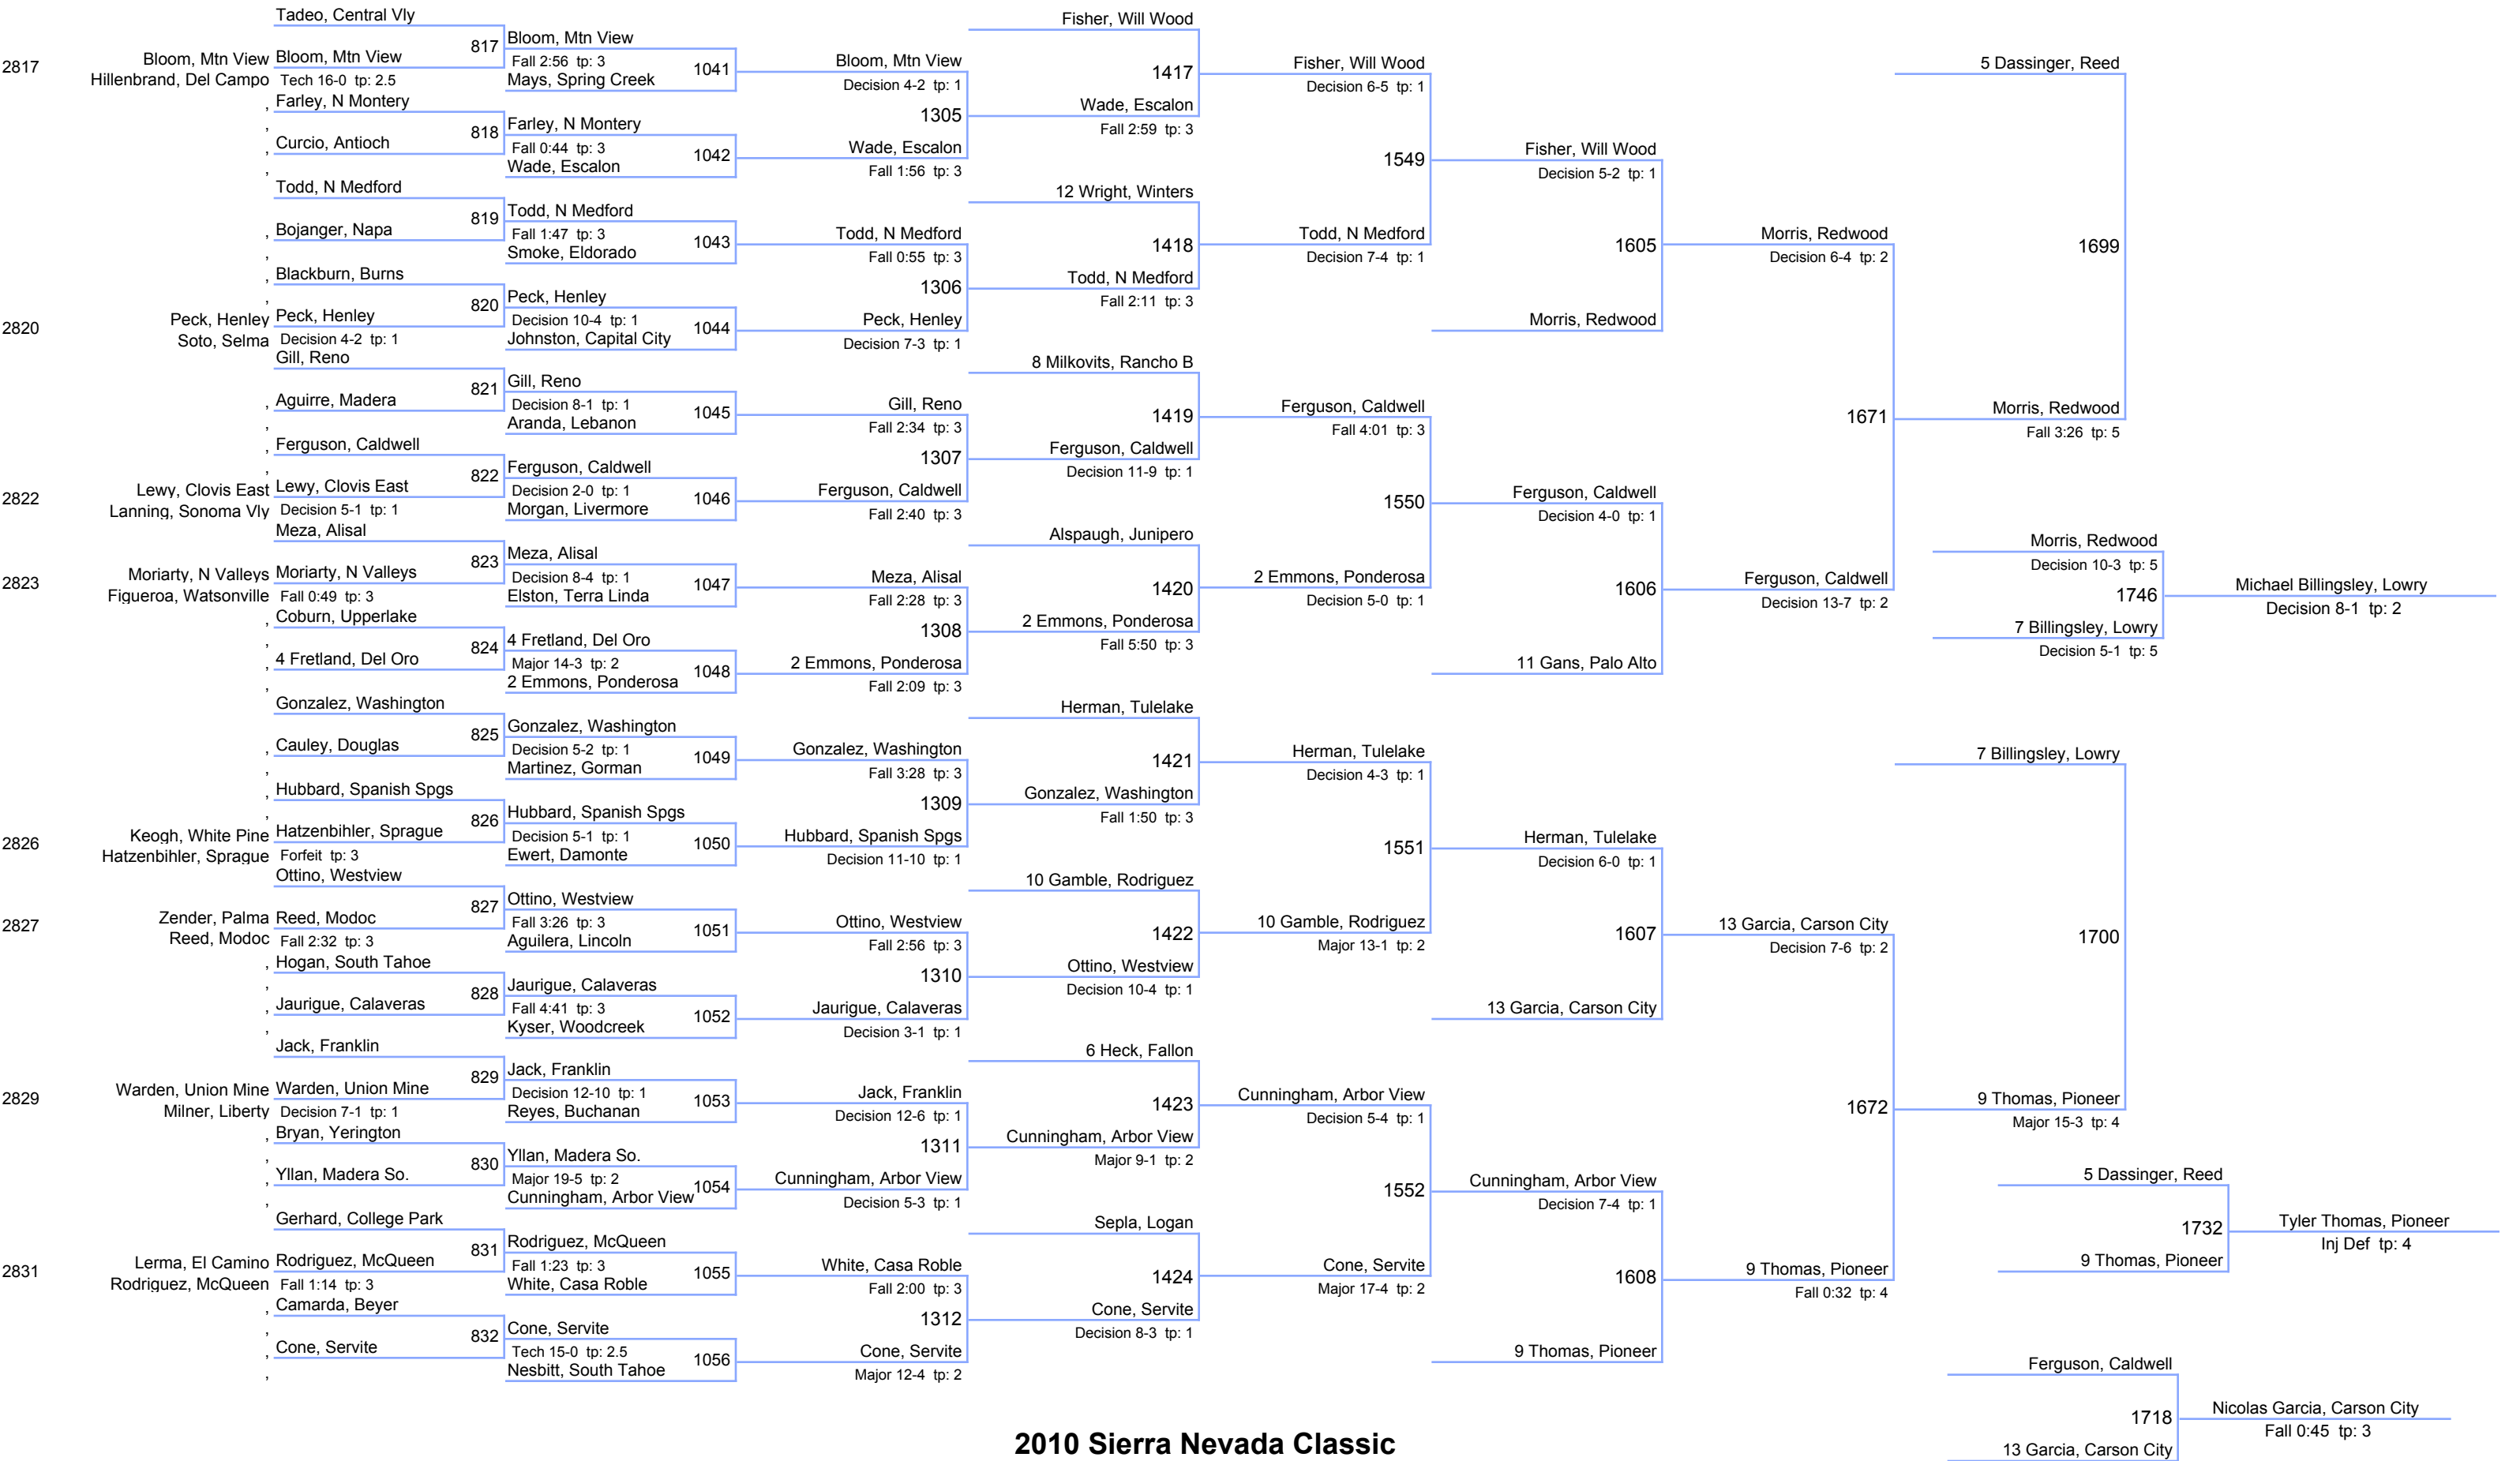 Tadeo, Central Vly
2817
Bloom, Mtn View
Hillenbrand, Del Campo
Bloom, Mtn View
Tech 16-0 tp: 2.5
817
Bloom, Mtn View
Fall 2:56 tp: 3
Mays, Spring Creek
1041
Farley, N Montery
,
,
Curcio, Antioch
,
,
818
Farley, N Montery
Fall 0:44 tp: 3
Wade, Escalon
1042
Todd, N Medford
Bojanger, Napa
,
,
819
Todd, N Medford
Fall 1:47 tp: 3
Smoke, Eldorado
1043
Blackburn, Burns
,
,
2820
Peck, Henley
Soto, Selma
Peck, Henley
Decision 4-2 tp: 1
820
Peck, Henley
Decision 10-4 tp: 1
Johnston, Capital City
1044
Gill, Reno
Aguirre, Madera
,
,
821
Gill, Reno
Decision 8-1 tp: 1
Aranda, Lebanon
1045
Ferguson, Caldwell
,
,
2822
Lewy, Clovis East
Lanning, Sonoma Vly
Lewy, Clovis East
Decision 5-1 tp: 1
822
Ferguson, Caldwell
Decision 2-0 tp: 1
Morgan, Livermore
1046
Meza, Alisal
2823
Moriarty, N Valleys
Figueroa, Watsonville
Moriarty, N Valleys
Fall 0:49 tp: 3
823
Meza, Alisal
Decision 8-4 tp: 1
Elston, Terra Linda
1047
Coburn, Upperlake
,
,
4 Fretland, Del Oro
,
,
824
4 Fretland, Del Oro
Major 14-3 tp: 2
2 Emmons, Ponderosa
1048
Gonzalez, Washington
Cauley, Douglas
,
,
825
Gonzalez, Washington
Decision 5-2 tp: 1
Martinez, Gorman
1049
Hubbard, Spanish Spgs
,
,
2826
Keogh, White Pine
Hatzenbihler, Sprague
Hatzenbihler, Sprague
Forfeit tp: 3
826
Hubbard, Spanish Spgs
Decision 5-1 tp: 1
Ewert, Damonte
1050
Ottino, Westview
2827
Zender, Palma
Reed, Modoc
Reed, Modoc
Fall 2:32 tp: 3
827
Ottino, Westview
Fall 3:26 tp: 3
Aguilera, Lincoln
1051
Hogan, South Tahoe
,
,
Jaurigue, Calaveras
,
,
828
Jaurigue, Calaveras
Fall 4:41 tp: 3
Kyser, Woodcreek
1052
Jack, Franklin
2829
Warden, Union Mine
Milner, Liberty
Warden, Union Mine
Decision 7-1 tp: 1
829
Jack, Franklin
Decision 12-10 tp: 1
Reyes, Buchanan
1053
Bryan, Yerington
,
,
Yllan, Madera So.
,
,
830
Yllan, Madera So.
Major 19-5 tp: 2
Cunningham, Arbor View
1054
Gerhard, College Park
2831
Lerma, El Camino
Rodriguez, McQueen
Rodriguez, McQueen
Fall 1:14 tp: 3
831
Rodriguez, McQueen
Fall 1:23 tp: 3
White, Casa Roble
1055
Camarda, Beyer
,
,
Cone, Servite
,
,
832
Cone, Servite
Tech 15-0 tp: 2.5
Nesbitt, South Tahoe
1056
Bloom, Mtn View
Decision 4-2 tp: 1
1305
Wade, Escalon
Fall 1:56 tp: 3
Todd, N Medford
Fall 0:55 tp: 3
1306
Peck, Henley
Decision 7-3 tp: 1
Gill, Reno
Fall 2:34 tp: 3
1307
Ferguson, Caldwell
Fall 2:40 tp: 3
Meza, Alisal
Fall 2:28 tp: 3
1308
2 Emmons, Ponderosa
Fall 2:09 tp: 3
Gonzalez, Washington
Fall 3:28 tp: 3
1309
Hubbard, Spanish Spgs
Decision 11-10 tp: 1
Ottino, Westview
Fall 2:56 tp: 3
1310
Jaurigue, Calaveras
Decision 3-1 tp: 1
Jack, Franklin
Decision 12-6 tp: 1
1311
Cunningham, Arbor View
Decision 5-3 tp: 1
White, Casa Roble
Fall 2:00 tp: 3
1312
Cone, Servite
Major 12-4 tp: 2
Fisher, Will Wood
1417
Wade, Escalon
Fall 2:59 tp: 3
12 Wright, Winters
1418
Todd, N Medford
Fall 2:11 tp: 3
8 Milkovits, Rancho B
1419
Ferguson, Caldwell
Decision 11-9 tp: 1
Alspaugh, Junipero
1420
2 Emmons, Ponderosa
Fall 5:50 tp: 3
Herman, Tulelake
1421
Gonzalez, Washington
Fall 1:50 tp: 3
10 Gamble, Rodriguez
1422
Ottino, Westview
Decision 10-4 tp: 1
6 Heck, Fallon
1423
Cunningham, Arbor View
Major 9-1 tp: 2
Sepla, Logan
1424
Cone, Servite
Decision 8-3 tp: 1
Fisher, Will Wood
Decision 6-5 tp: 1
1549
Todd, N Medford
Decision 7-4 tp: 1
Ferguson, Caldwell
Fall 4:01 tp: 3
1550
2 Emmons, Ponderosa
Decision 5-0 tp: 1
Herman, Tulelake
Decision 4-3 tp: 1
1551
10 Gamble, Rodriguez
Major 13-1 tp: 2
Cunningham, Arbor View
Decision 5-4 tp: 1
1552
Cone, Servite
Major 17-4 tp: 2
Fisher, Will Wood
Decision 5-2 tp: 1
1605
Morris, Redwood
Ferguson, Caldwell
Decision 4-0 tp: 1
1606
11 Gans, Palo Alto
Herman, Tulelake
Decision 6-0 tp: 1
1607
13 Garcia, Carson City
Cunningham, Arbor View
Decision 7-4 tp: 1
1608
9 Thomas, Pioneer
Morris, Redwood
Decision 6-4 tp: 2
1671
Ferguson, Caldwell
Decision 13-7 tp: 2
13 Garcia, Carson City
Decision 7-6 tp: 2
1672
9 Thomas, Pioneer
Fall 0:32 tp: 4
5 Dassinger, Reed
1699
Morris, Redwood
Fall 3:26 tp: 5
7 Billingsley, Lowry
1700
9 Thomas, Pioneer
Major 15-3 tp: 4
Morris, Redwood
Decision 10-3 tp: 5
1746
7 Billingsley, Lowry
Decision 5-1 tp: 5
Michael Billingsley, Lowry
Decision 8-1 tp: 2
5 Dassinger, Reed
1732
9 Thomas, Pioneer
Tyler Thomas, Pioneer
Inj Def tp: 4
Ferguson, Caldwell
1718
13 Garcia, Carson City
Nicolas Garcia, Carson City
Fall 0:45 tp: 3
2010 Sierra Nevada Classic